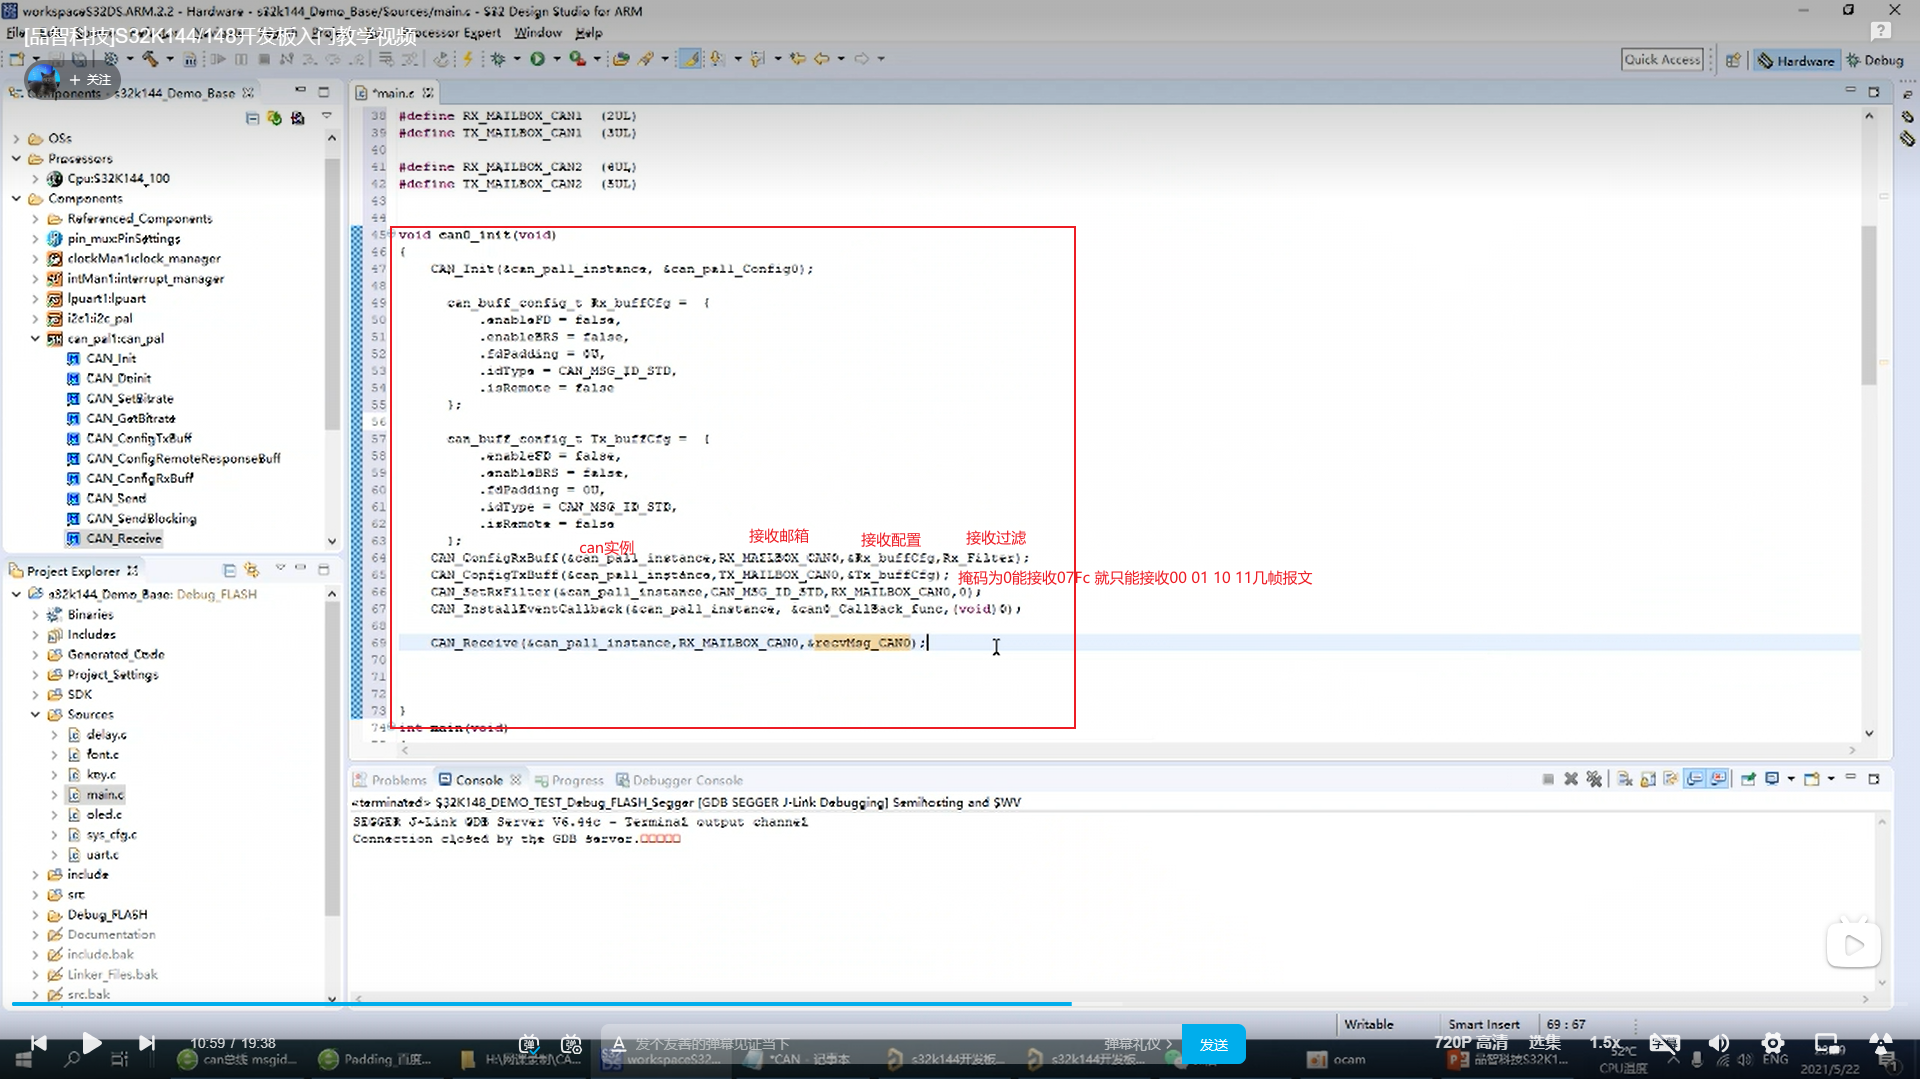 workspaceS32DS.ARM.2.2 - Hardware - s32k144_Demo_Base/Sources/main.c - S32 Design Studio for ARM
[品智科技]S32K144/148开发板入门教学视频
Processor Expert Window Help
+ 关注
Quick Access
Hardware
Debug
Components - s32k144_Demo_Base
OSs
Processors
Cpu:S32K144_100
Components
Referenced_Components
pin_mux:PinSettings
clockMan1:clock_manager
intMan1:interrupt_manager
lpuart1:lpuart
i2c1:i2c_pal
can_pal1:can_pal
CAN_Init
CAN_Deinit
CAN_SetBitrate
CAN_GetBitrate
CAN_ConfigTxBuff
CAN_ConfigRemoteResponseBuff
CAN_ConfigRxBuff
CAN_Send
CAN_SendBlocking
CAN_Receive
Project Explorer
s32k144_Demo_Base: Debug_FLASH
Binaries
Includes
Generated_Code
Project_Settings
SDK
Sources
delay.c
font.c
key.c
main.c
oled.c
sys_cfg.c
uart.c
include
src
Debug_FLASH
Documentation
include.bak
Linker_Files.bak
src.bak
*main.c
38 #define RX_MAILBOX_CAN1 (2UL)
39 #define TX_MAILBOX_CAN1 (3UL)
40
41 #define RX_MAILBOX_CAN2 (4UL)
42 #define TX_MAILBOX_CAN2 (5UL)
43
44
45 void can0_init(void)
46 {
47 CAN_Init(&can_pal1_instance, &can_pal1_Config0);
48
49 can_buff_config_t Rx_buffCfg = {
50 .enableFD = false,
51 .enableBRS = false,
52 .fdPadding = 0U,
53 .idType = CAN_MSG_ID_STD,
54 .isRemote = false
55 };
56
57 can_buff_config_t Tx_buffCfg = {
58 .enableFD = false,
59 .enableBRS = false,
60 .fdPadding = 0U,
61 .idType = CAN_MSG_ID_STD,
62 .isRemote = false
63 };
can实例 接收邮箱 接收配置 接收过滤
64 CAN_ConfigRxBuff(&can_pal1_instance,RX_MAILBOX_CAN0,&Rx_buffCfg,Rx_Filter);
65 CAN_ConfigTxBuff(&can_pal1_instance,TX_MAILBOX_CAN0,&Tx_buffCfg);
掩码为0能接收07Fc 就只能接收00 01 10 11几帧报文
66 CAN_SetRxFilter(&can_pal1_instance,CAN_MSG_ID_STD,RX_MAILBOX_CAN0,0);
67 CAN_InstallEventCallback(&can_pal1_instance, &can0_CallBack_func,(void)0);
68
69 CAN_Receive(&can_pal1_instance,RX_MAILBOX_CAN0,&recvMsg_CAN0);
70
71
72
73 }
74 int main(void)
Problems Console Progress Debugger Console
<terminated> S32K148_DEMO_TEST_Debug_FLASH_Segger [GDB SEGGER J-Link Debugging] Semihosting and SWV
SEGGER J-Link GDB Server V6.44c - Terminal output channel
Connection closed by the GDB server.
Writable Smart Insert 69 : 67
10:59 / 19:38
发个友善的弹幕见证当下
弹幕礼仪
发送
720P 高清 选集 1.5x
can总线 msgid...
Padding_百度...
H:\网课录制\CA...
workspaceS32...
*CAN - 记事本
s32k144开发板...
s32k144开发板...
ocam
品智科技S32K1...
52℃
CPU温度
ENG
2021/5/22